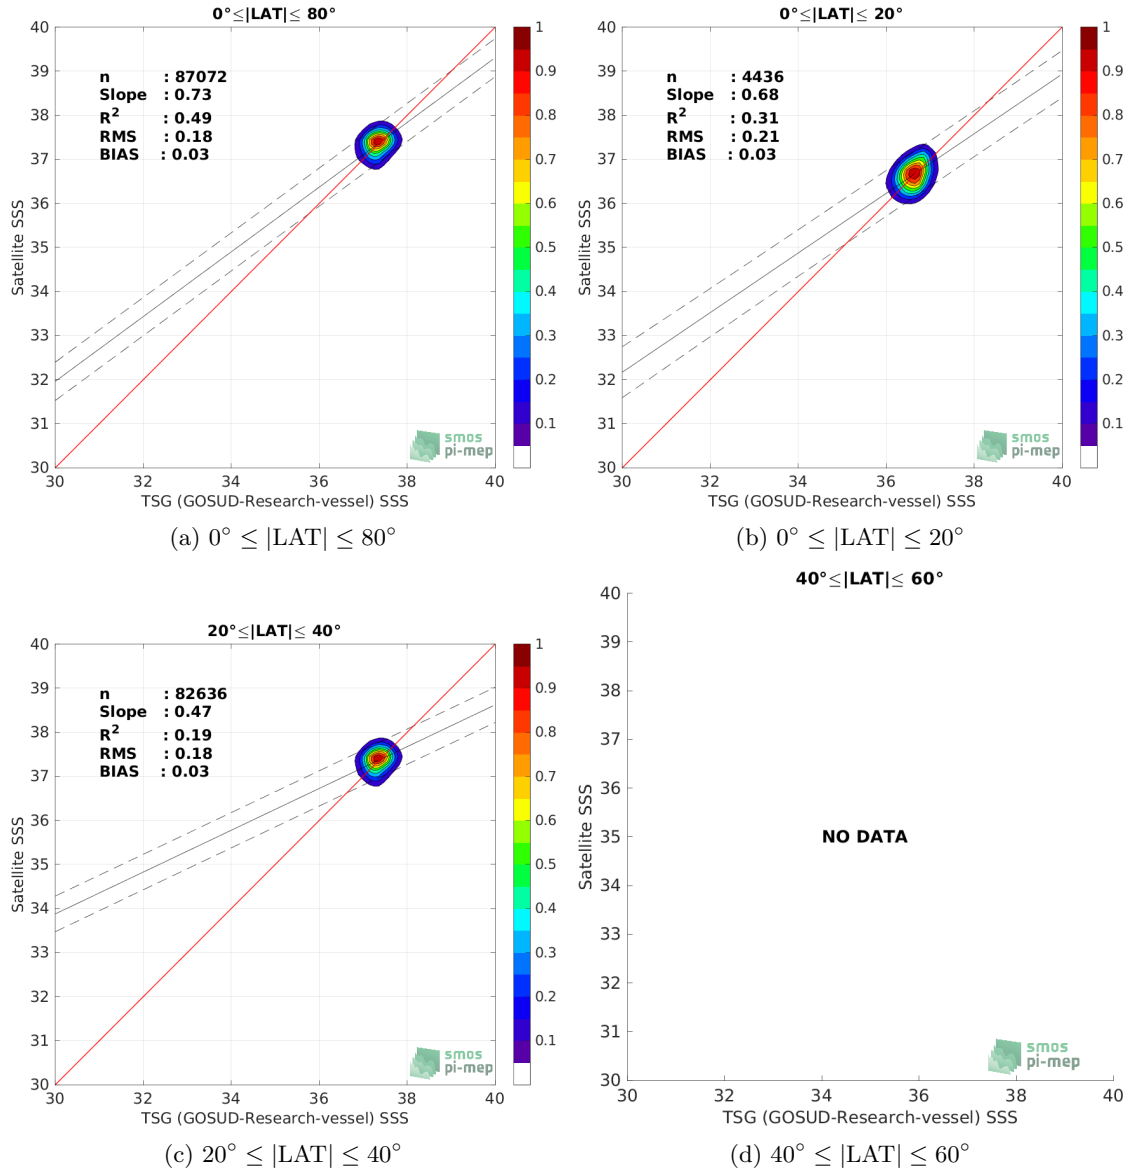 0°≤|LAT|≤ 80°
n : 87072
Slope : 0.73
R2 : 0.49
RMS : 0.18
BIAS : 0.03
40
39
38
37
36
35
34
33
32
31
30
Satellite SSS
30 32 34 36 38 40
TSG (GOSUD-Research-vessel) SSS
1
0.9
0.8
0.7
0.6
0.5
0.4
0.3
0.2
0.1
smos
pi-mep
(a) 0° ≤ |LAT| ≤ 80°
0°≤|LAT|≤ 20°
n : 4436
Slope : 0.68
R2 : 0.31
RMS : 0.21
BIAS : 0.03
40
39
38
37
36
35
34
33
32
31
30
Satellite SSS
30 32 34 36 38 40
TSG (GOSUD-Research-vessel) SSS
1
0.9
0.8
0.7
0.6
0.5
0.4
0.3
0.2
0.1
smos
pi-mep
(b) 0° ≤ |LAT| ≤ 20°
20°≤|LAT|≤ 40°
n : 82636
Slope : 0.47
R2 : 0.19
RMS : 0.18
BIAS : 0.03
40
39
38
37
36
35
34
33
32
31
30
Satellite SSS
30 32 34 36 38 40
TSG (GOSUD-Research-vessel) SSS
1
0.9
0.8
0.7
0.6
0.5
0.4
0.3
0.2
0.1
smos
pi-mep
(c) 20° ≤ |LAT| ≤ 40°
40°≤|LAT|≤ 60°
40
39
38
37
36
35
34
33
32
31
30
Satellite SSS
NO DATA
30 32 34 36 38 40
TSG (GOSUD-Research-vessel) SSS
smos
pi-mep
(d) 40° ≤ |LAT| ≤ 60°